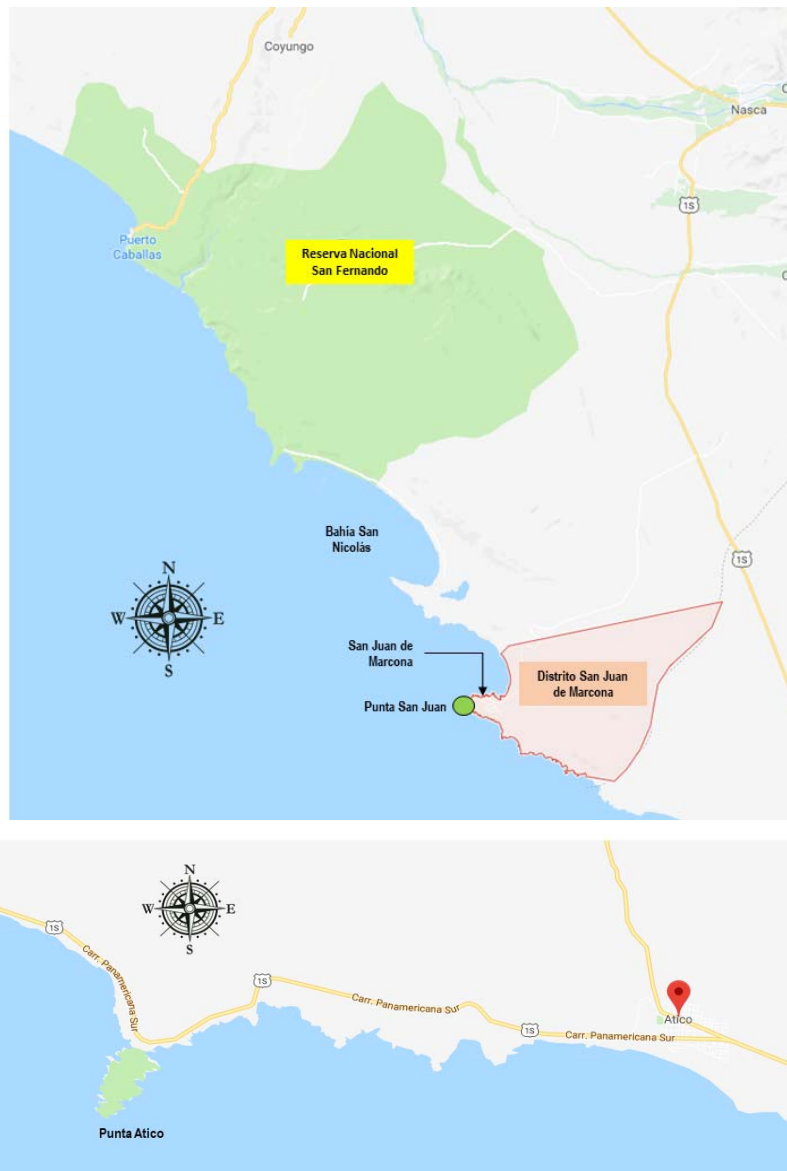 Coyungo
Nasca
1S
Puerto
Caballas
Reserva Nacional
San Fernando
Bahia San
Nicolás
1S
N
W E
S
San Juan de
Marcona
Distrito San Juan
de Marcona
Punta San Juan
N
W E
S
1S
Carr. Panamericana Sur
1S
Carr. Panamericana Sur
1S
Carr. Panamericana Sur
Atico
Punta Atico